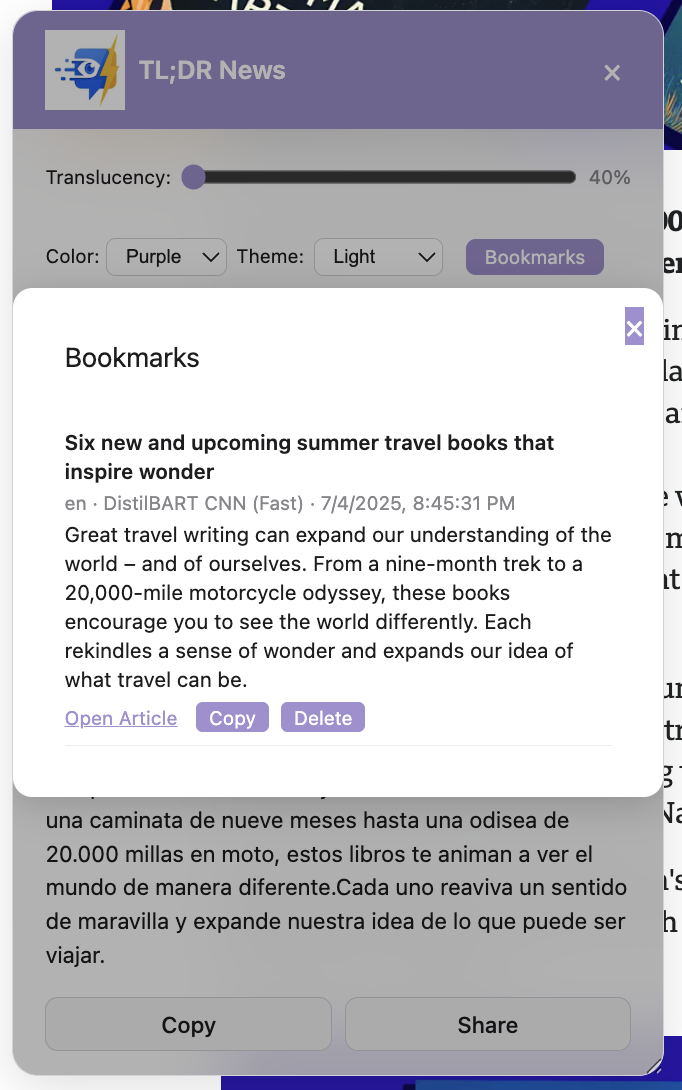 TL;DR News
×
Translucency: 40%
Color: Purple Theme: Light Bookmarks
×
Bookmarks
Six new and upcoming summer travel books that
inspire wonder
en · DistilBART CNN (Fast) · 7/4/2025, 8:45:31 PM
Great travel writing can expand our understanding of the
world – and of ourselves. From a nine-month trek to a
20,000-mile motorcycle odyssey, these books
encourage you to see the world differently. Each
rekindles a sense of wonder and expands our idea of
what travel can be.
Open Article Copy Delete
una caminata de nueve meses hasta una odisea de
20.000 millas en moto, estos libros te animan a ver el
mundo de manera diferente.Cada uno reaviva un sentido
de maravilla y expande nuestra idea de lo que puede ser
viajar.
Copy Share